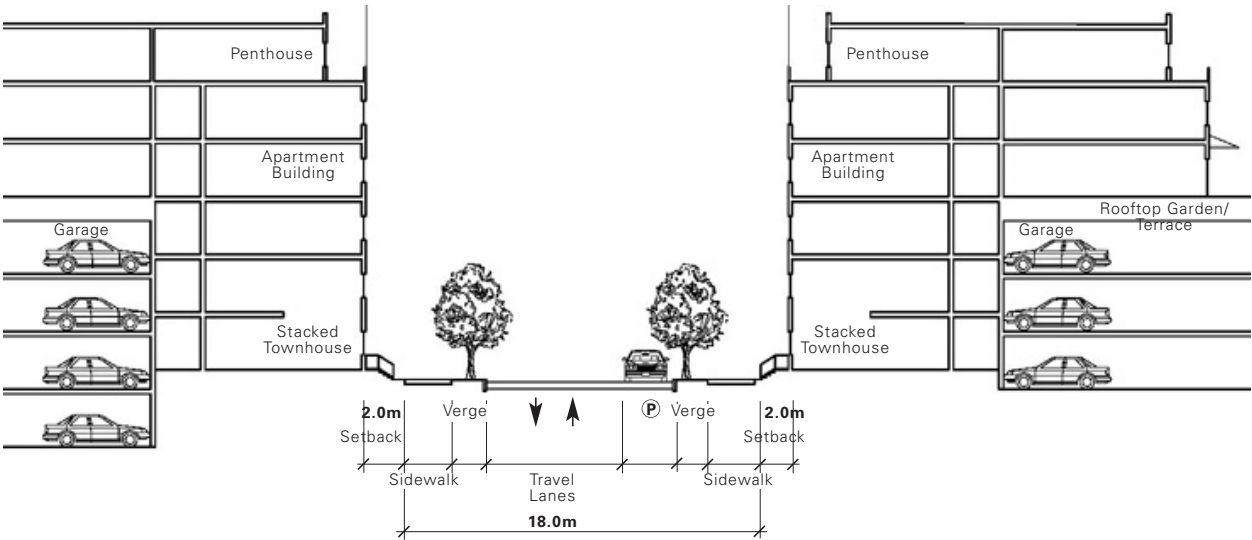 Penthouse
Penthouse
Apartment
Building
Apartment
Building
Rooftop Garden/
Terrace
Garage
Garage
Stacked
Townhouse
Stacked
Townhouse
2.0m
Setback
Verge
P
Verge
2.0m
Setback
Sidewalk
Travel
Lanes
Sidewalk
18.0m